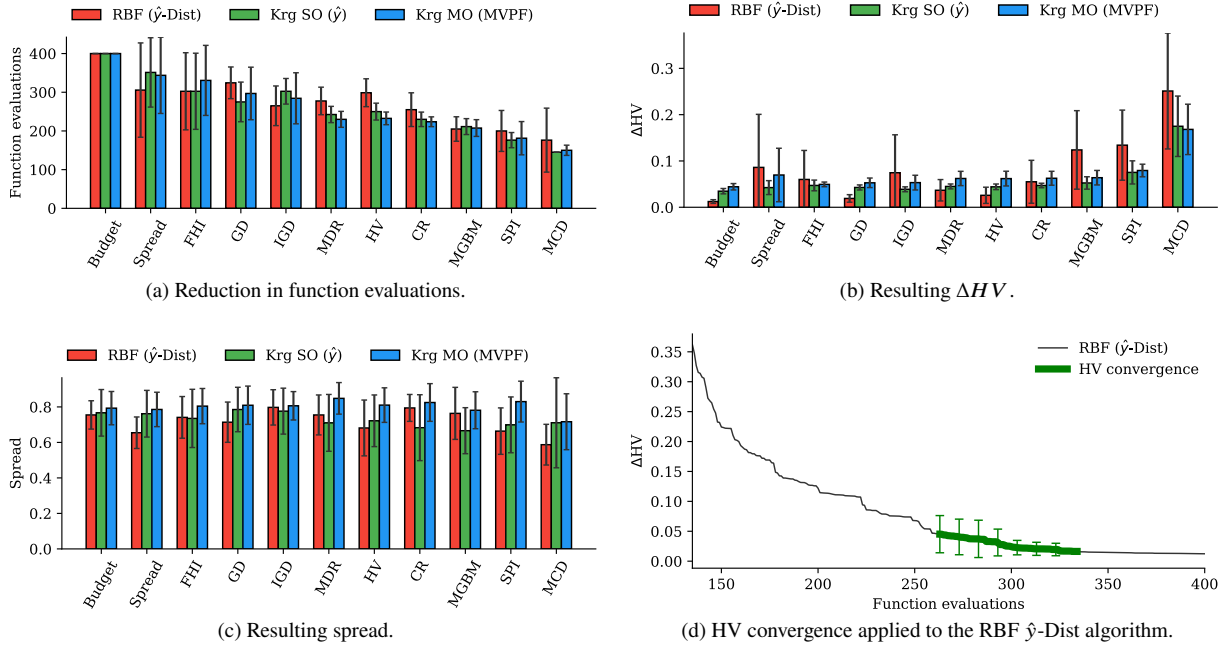 RBF (ŷ-Dist) Krg SO (ŷ) Krg MO (MVPF)
400
300
200
100
0
Function evaluations
Budget Spread FHI GD IGD MDR HV CR MGBM SPI MCD
(a) Reduction in function evaluations.
RBF (ŷ-Dist) Krg SO (ŷ) Krg MO (MVPF)
0.3
0.2
0.1
0.0
ΔHV
Budget Spread FHI GD IGD MDR HV CR MGBM SPI MCD
(b) Resulting ΔHV.
RBF (ŷ-Dist) Krg SO (ŷ) Krg MO (MVPF)
0.8
0.6
0.4
0.2
0.0
Spread
Budget Spread FHI GD IGD MDR HV CR MGBM SPI MCD
(c) Resulting spread.
RBF (ŷ-Dist)
HV convergence
0.35
0.30
0.25
0.20
0.15
0.10
0.05
0.00
ΔHV
150 200 250 300 350 400
Function evaluations
(d) HV convergence applied to the RBF ŷ-Dist algorithm.